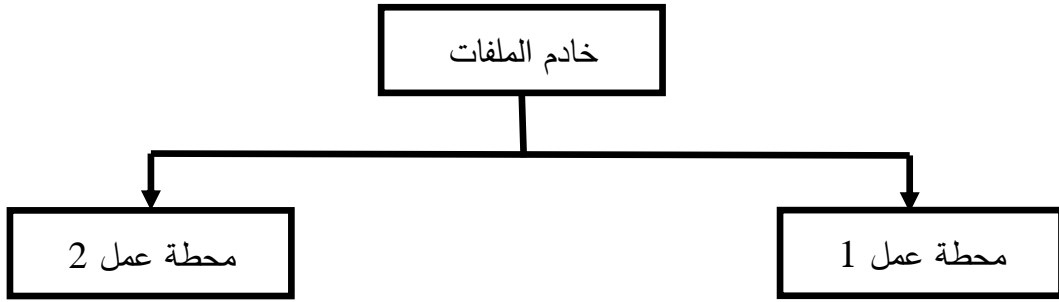 خادم الملفات
محطة عمل 1
محطة عمل 2